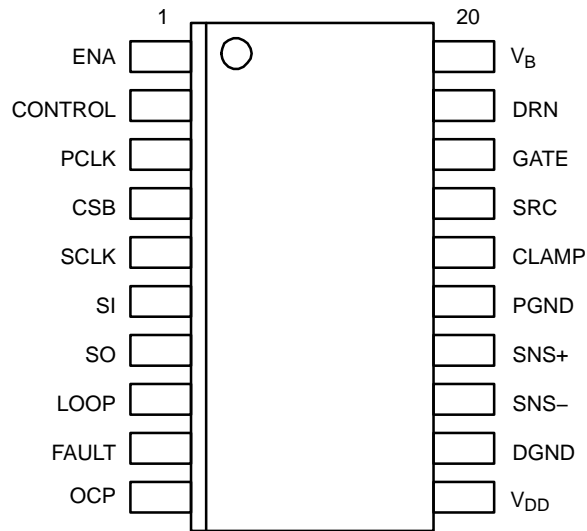 1 20
ENA V_B
CONTROL DRN
PCLK GATE
CSB SRC
SCLK CLAMP
SI PGND
SO SNS+
LOOP SNS−
FAULT DGND
OCP V_DD